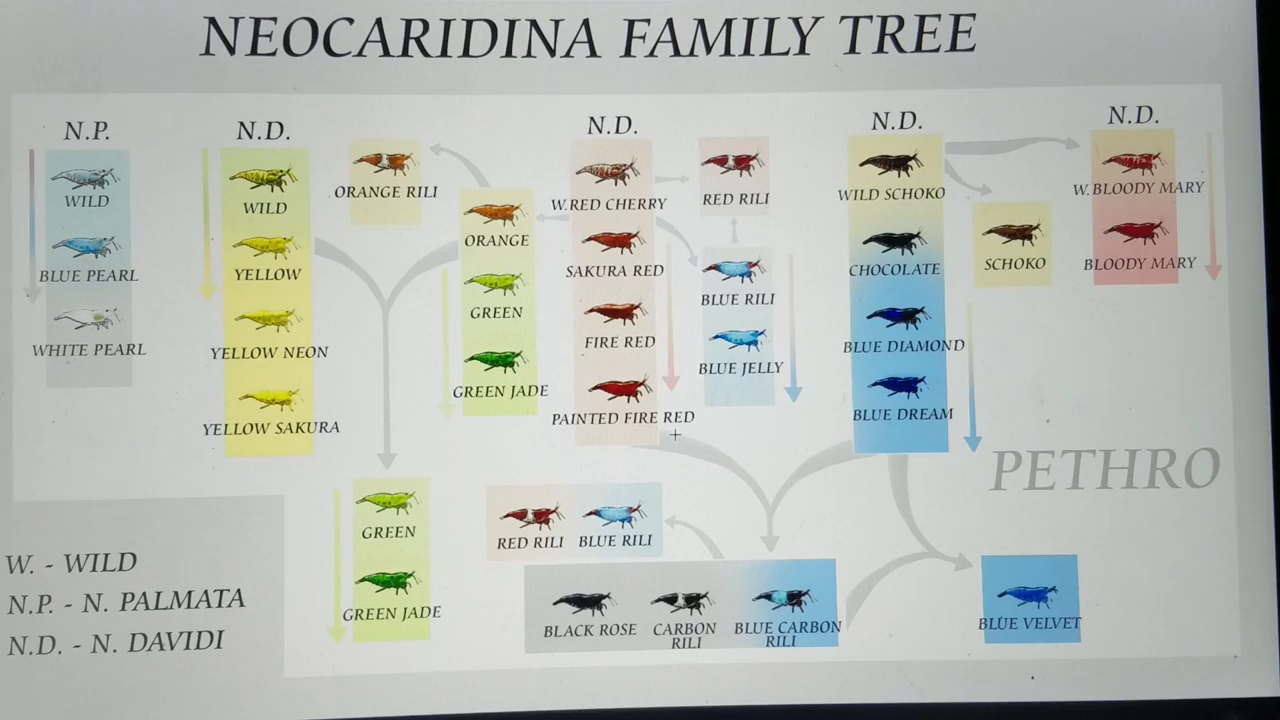 NEOCARIDINA FAMILY TREE
N.P.
WILD
BLUE PEARL
WHITE PEARL
N.D.
WILD
YELLOW
YELLOW NEON
YELLOW SAKURA
ORANGE RILI
ORANGE
GREEN
GREEN JADE
N.D.
W.RED CHERRY
SAKURA RED
FIRE RED
PAINTED FIRE RED
RED RILI
BLUE RILI
BLUE JELLY
N.D.
WILD SCHOKO
CHOCOLATE
BLUE DIAMOND
BLUE DREAM
SCHOKO
N.D.
W.BLOODY MARY
BLOODY MARY
PETHRO
GREEN
GREEN JADE
RED RILI
BLUE RILI
BLACK ROSE
CARBON
RILI
BLUE CARBON
RILI
BLUE VELVET
W. - WILD
N.P. - N. PALMATA
N.D. - N. DAVIDI